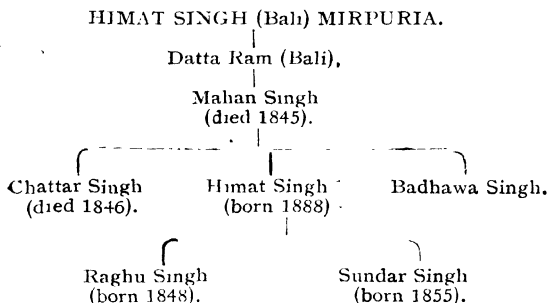 HIMAT SINGH (Bali) MIRPURIA.
Datta Ram (Bali),
Mahan Singh
(died 1845).
Chattar Singh Himat Singh Badhawa Singh.
(died 1846). (born 1888)
Raghu Singh Sundar Singh
(born 1848). (born 1855).